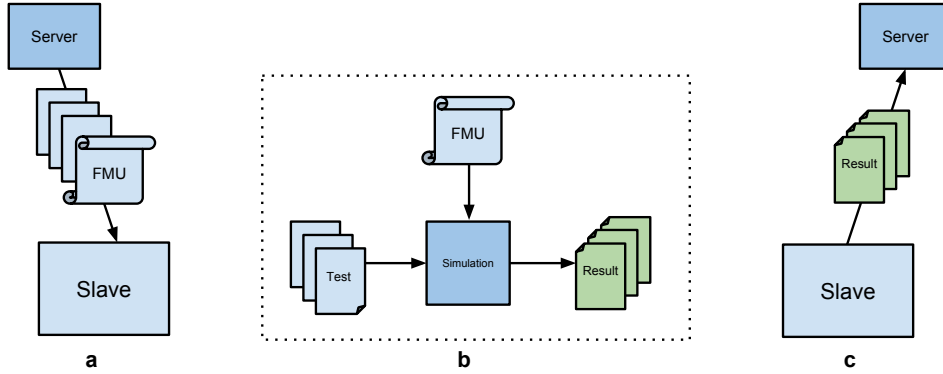 Server
FMU
Slave
a
FMU
Test
Simulation
Result
b
Server
Result
Slave
c